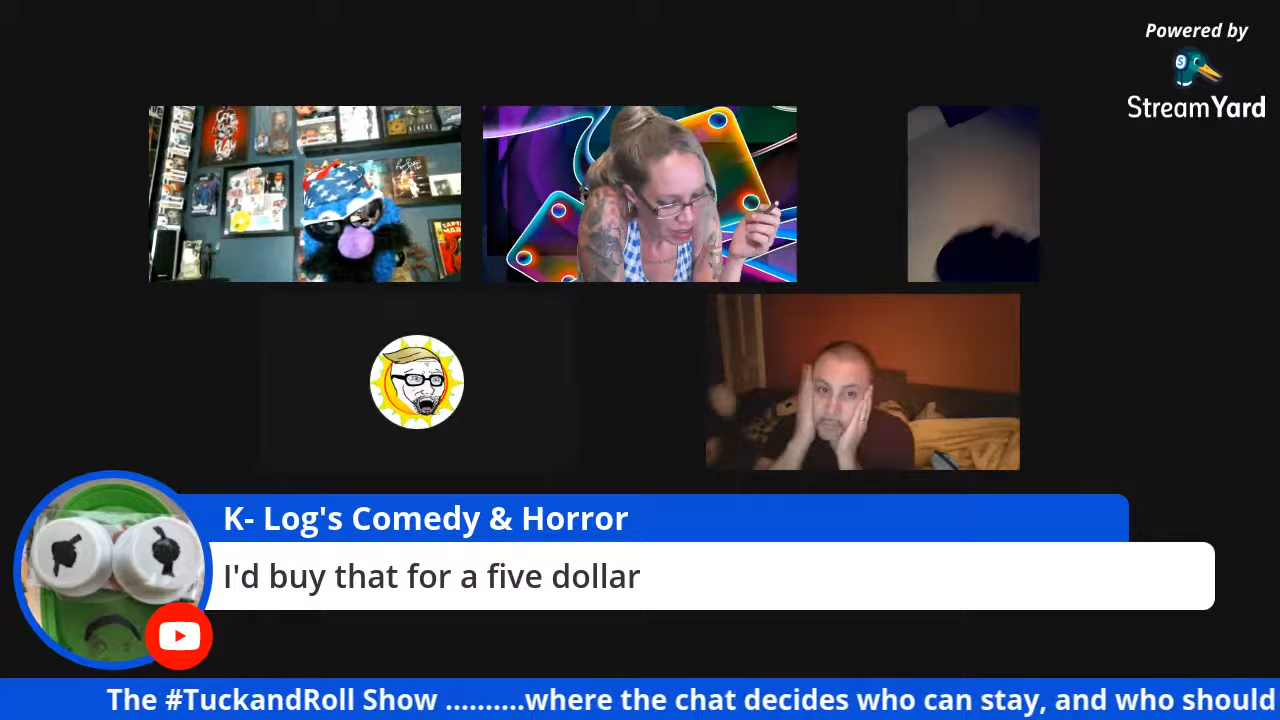 Powered by
StreamYard
K- Log's Comedy & Horror
I'd buy that for a five dollar
The #TuckandRoll Show ..........where the chat decides who can stay, and who should